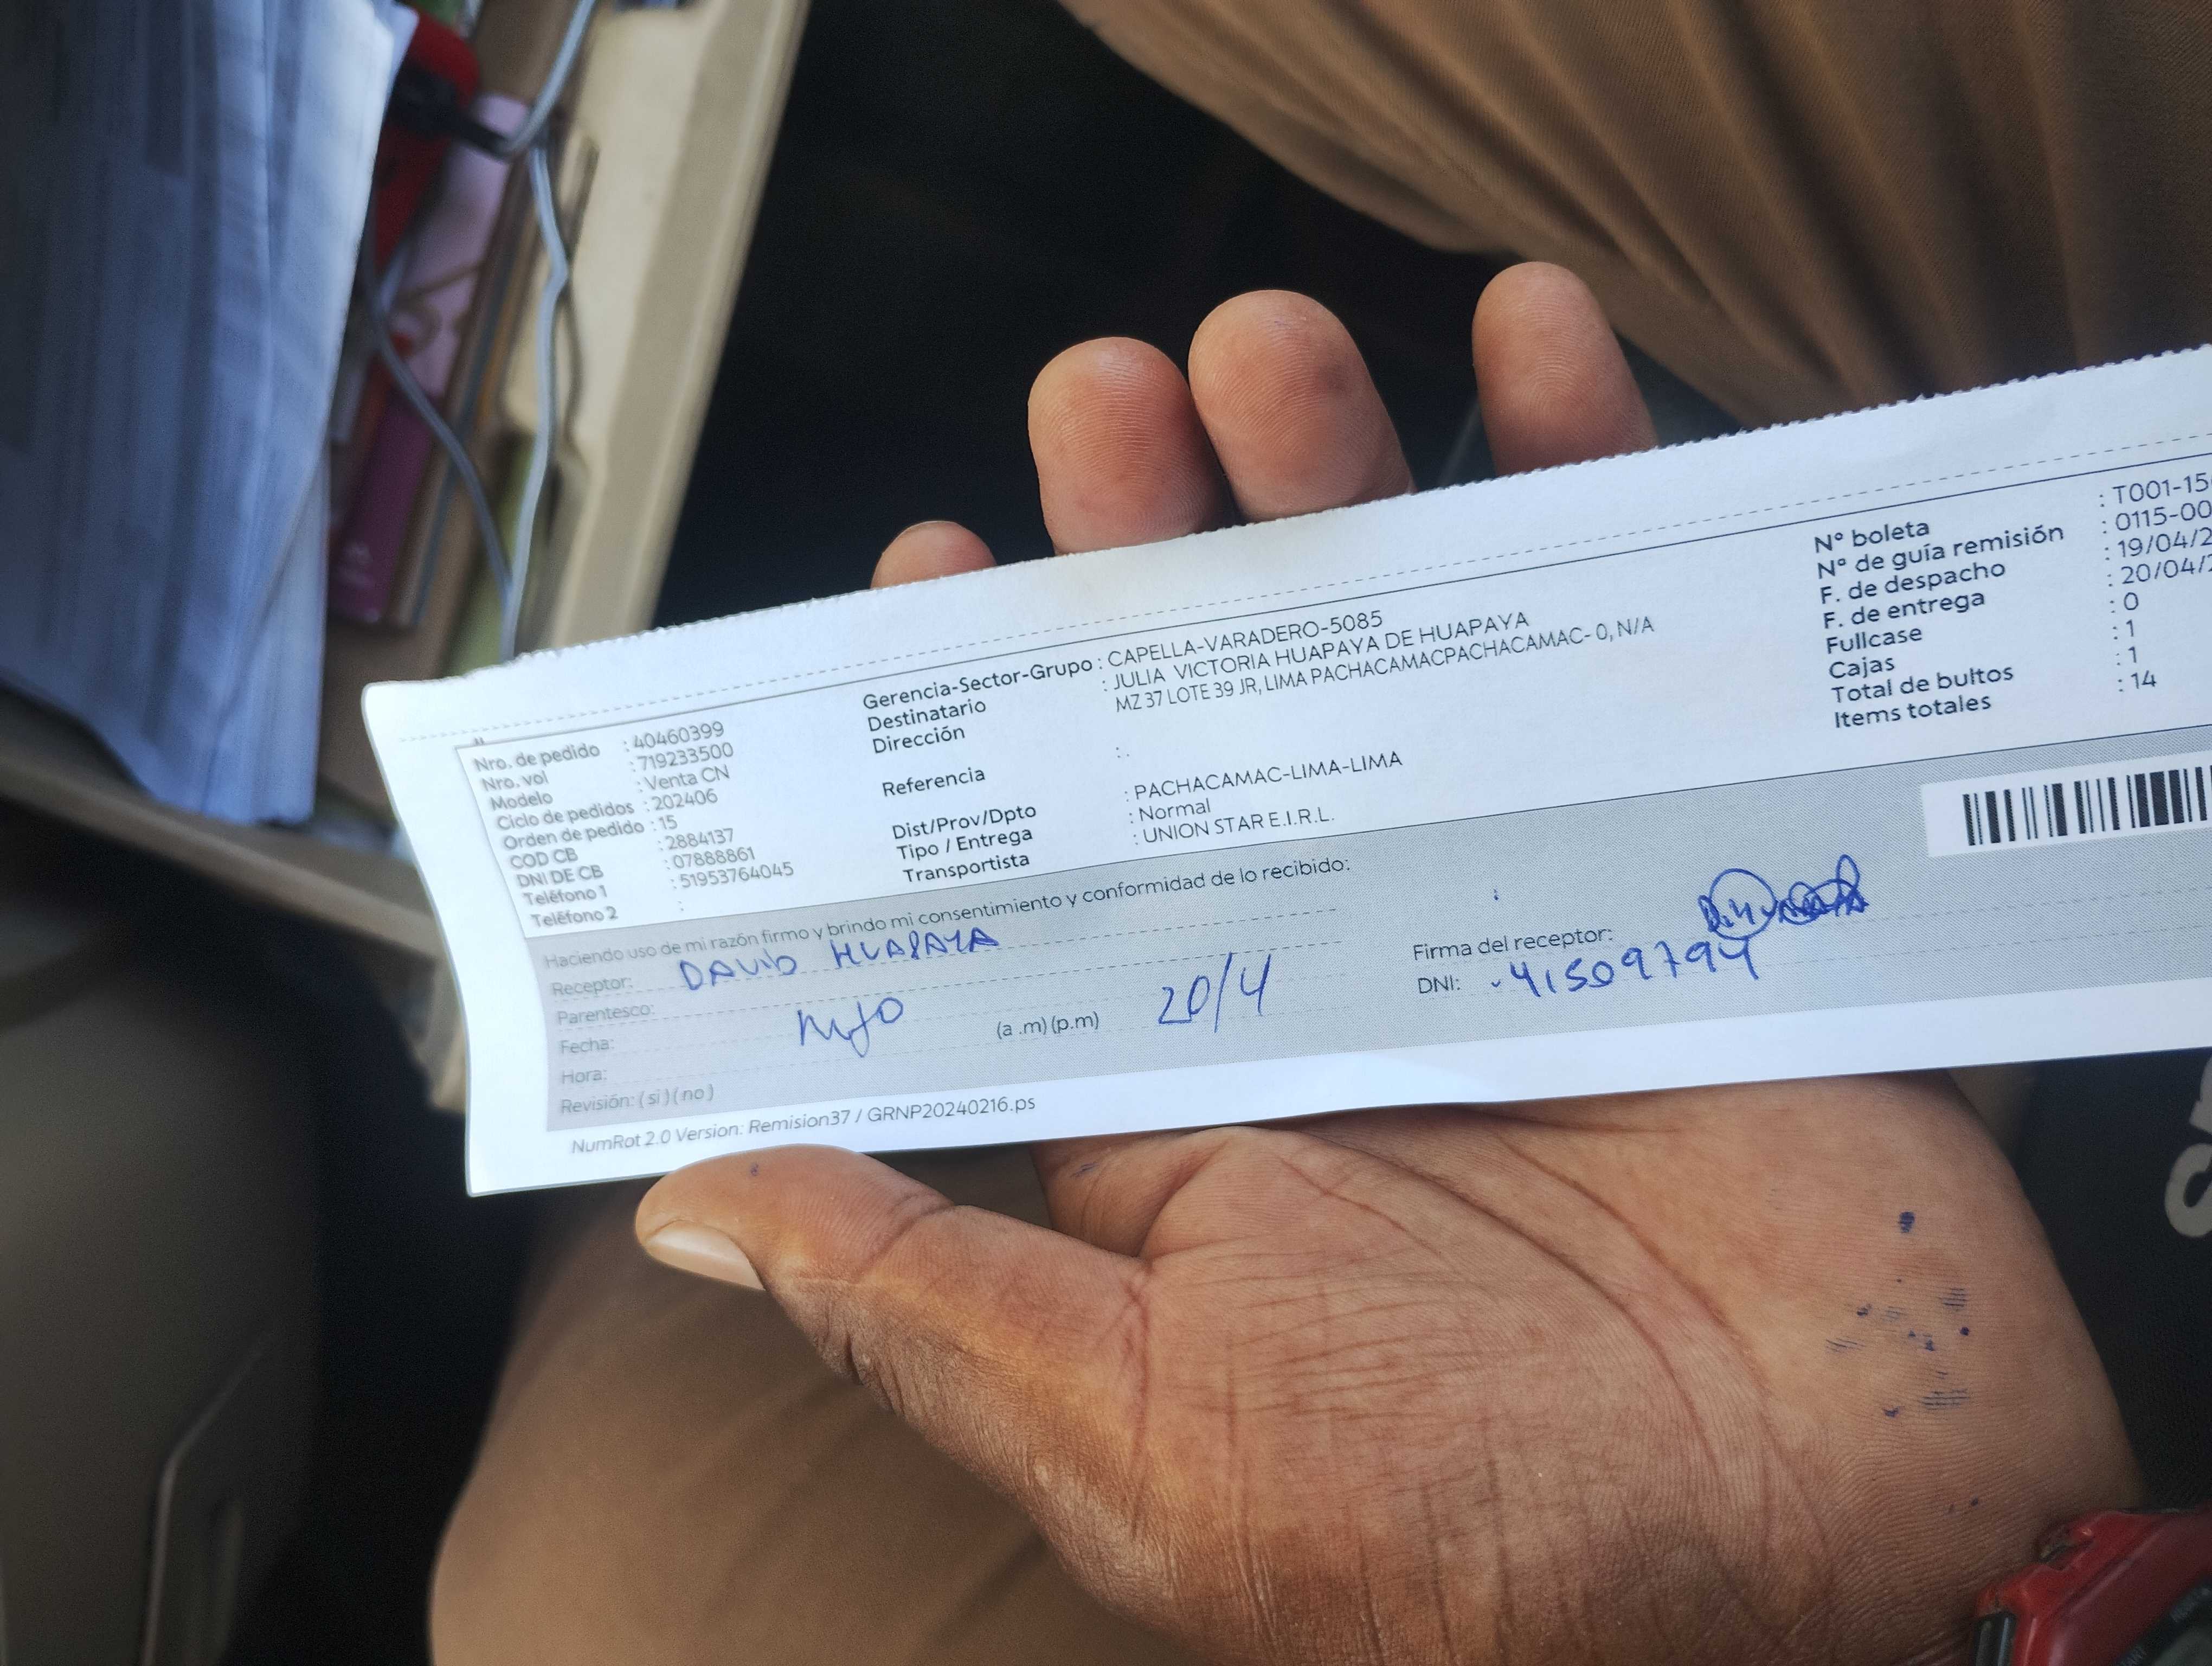 Nro. de pedido : 40460399
Nro. vol : 719233500
Modelo : Venta CN
Ciclo de pedidos : 202406
Orden de pedido : 15
COD CB : 2884137
DNI DE CB : 07888861
Teléfono 1 : 51953764045
Teléfono 2 :
Gerencia-Sector-Grupo : CAPELLA-VARADERO-5085
Destinatario : JULIA VICTORIA HUAPAYA DE HUAPAYA
Dirección MZ 37 LOTE 39 JR, LIMA PACHACAMACPACHACAMAC- 0, N/A
Referencia : .
Dist/Prov/Dpto : PACHACAMAC-LIMA-LIMA
Tipo / Entrega : Normal
Transportista : UNION STAR E.I.R.L.
Nº boleta : T001-15
Nº de guía remisión : 0115-00
F. de despacho : 19/04/2
F. de entrega : 20/04/2
Fullcase : 0
Cajas : 1
Total de bultos : 1
Items totales : 14
Haciendo uso de mi razón firmo y brindo mi consentimiento y conformidad de lo recibido:
Receptor: DAVID HUAPAYA
Parentesco:
Fecha: HIJO (a .m) (p.m) 20/4
Hora:
Revisión: ( si ) ( no )
Firma del receptor:
DNI: 41509794
NumRot 2.0 Version: Remision37 / GRNP20240216.ps